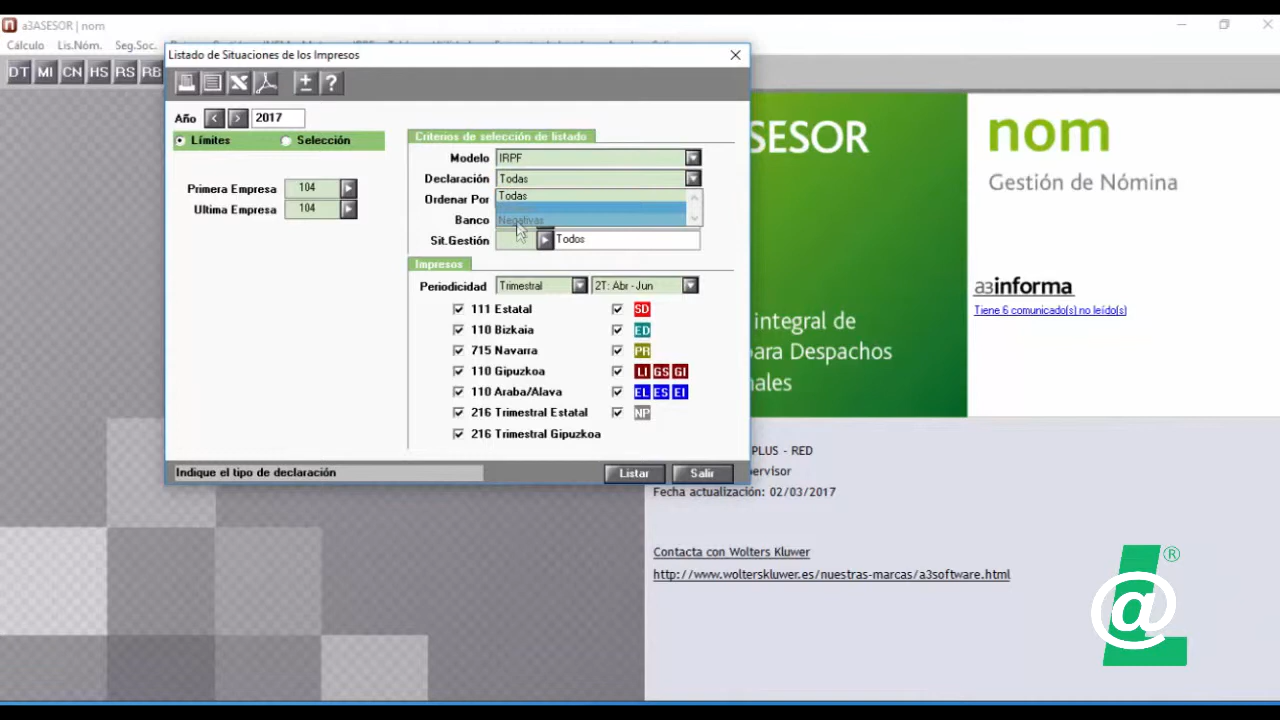 a3ASESOR | nom
Cálculo Lis.Nóm. Seg.Soc.
DT MI CN HS RS RB
Listado de Situaciones de los Impresos
Año < > 2017
Límites Selección
Primera Empresa 104
Ultima Empresa 104
Criterios de selección de listado
Modelo IRPF
Declaración Todas
Ordenar Por Todas
Banco Negativas
Sit.Gestión Todos
Impresos
Periodicidad Trimestral 2T: Abr - Jun
111 Estatal SD
110 Bizkaia ED
715 Navarra PR
110 Gipuzkoa LI GS GI
110 Araba/Alava EL ES EI
216 Trimestral Estatal NP
216 Trimestral Gipuzkoa
Indique el tipo de declaración Listar Salir
SESOR
integral de
ara Despachos
nales
nom
Gestión de Nómina
a3informa
Tiene 6 comunicado(s) no leído(s)
PLUS - RED
pervisor
Fecha actualización: 02/03/2017
Contacta con Wolters Kluwer
http://www.wolterskluwer.es/nuestras-marcas/a3software.html
L@®